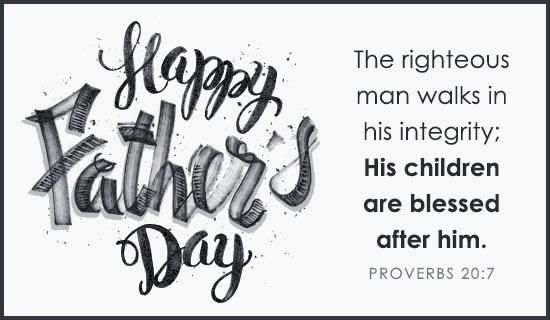 Happy
Father's
Day
The righteous
man walks in
his integrity;
His children
are blessed
after him.
PROVERBS 20:7